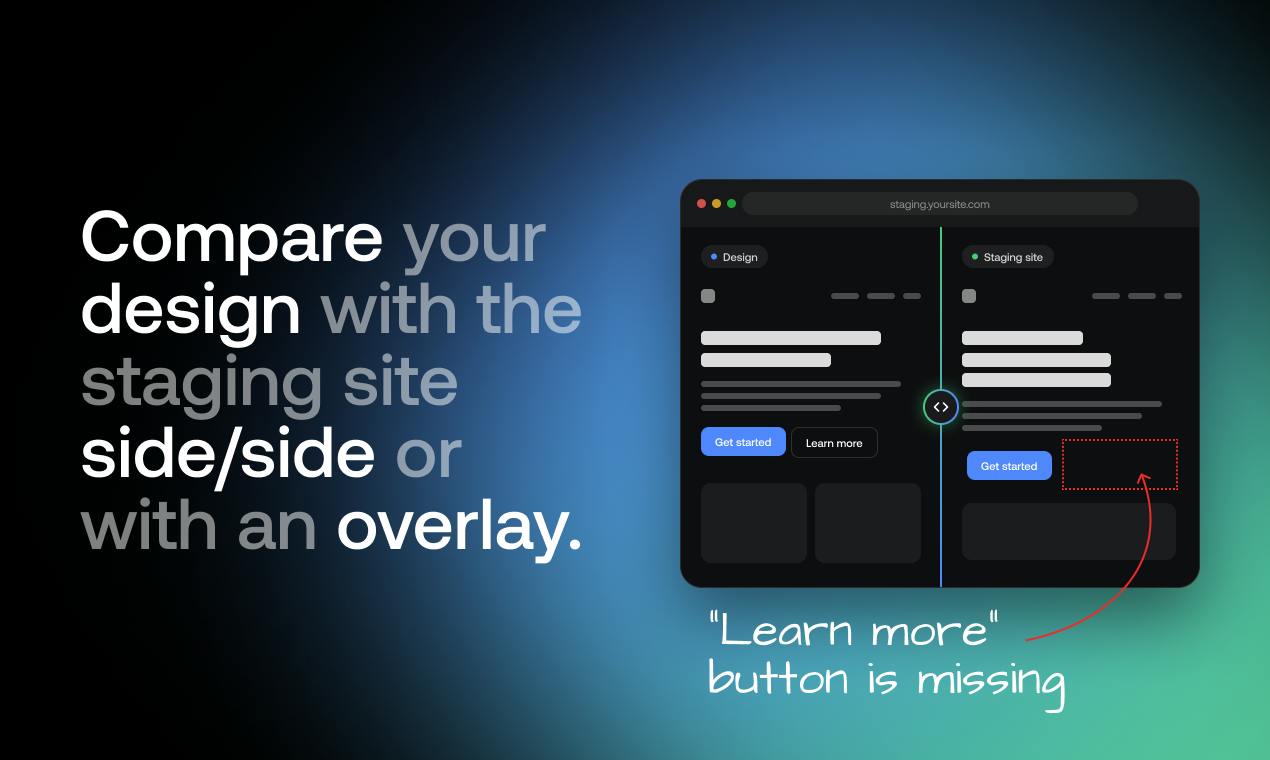 Compare your
design with the
staging site
side/side or
with an overlay.
staging.yoursite.com
Design
Staging site
Get started
Learn more
Get started
"Learn more"
button is missing